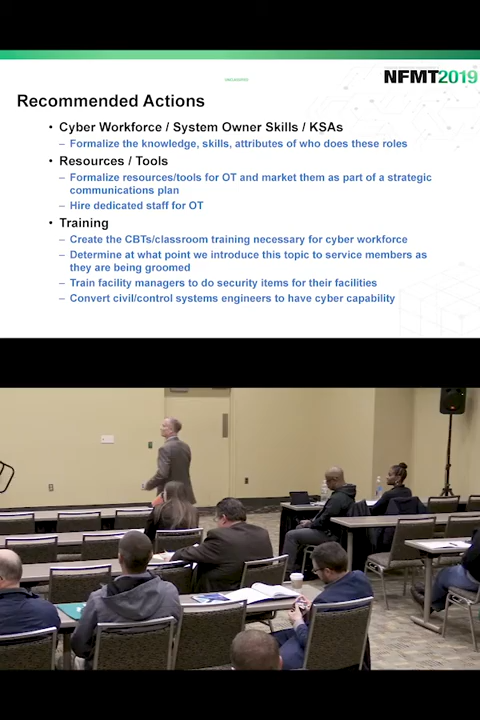 UNCLASSIFIED
NFMT2019
Recommended Actions
• Cyber Workforce / System Owner Skills / KSAs
– Formalize the knowledge, skills, attributes of who does these roles
• Resources / Tools
– Formalize resources/tools for OT and market them as part of a strategic
communications plan
– Hire dedicated staff for OT
• Training
– Create the CBTs/classroom training necessary for cyber workforce
– Determine at what point we introduce this topic to service members as
they are being groomed
– Train facility managers to do security items for their facilities
– Convert civil/control systems engineers to have cyber capability